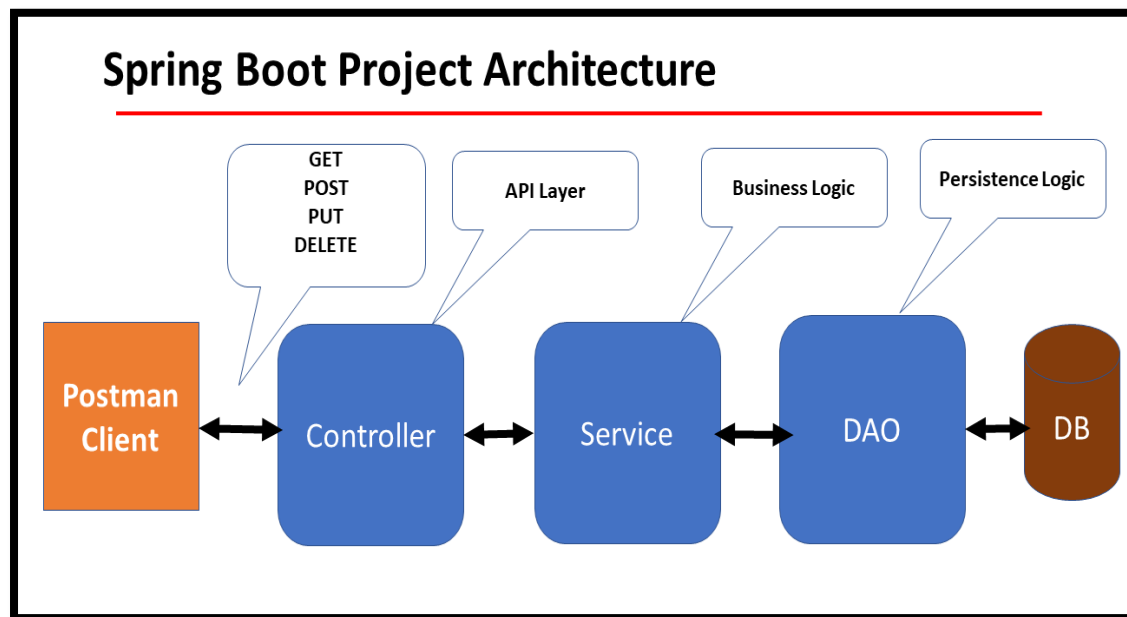 Spring Boot Project Architecture
GET
POST
PUT
DELETE
API Layer
Business Logic
Persistence Logic
Postman
Client
Controller
Service
DAO
DB